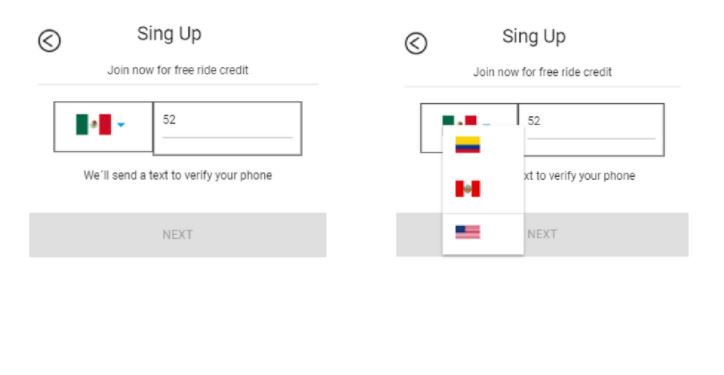 Sing Up
Join now for free ride credit
52
We´ll send a text to verify your phone
NEXT
Sing Up
Join now for free ride credit
52
xt to verify your phone
NEXT